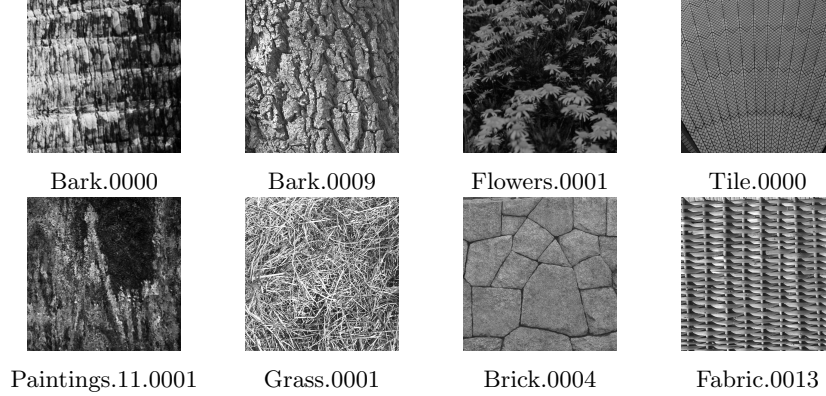 Bark.0000 Bark.0009 Flowers.0001 Tile.0000
Paintings.11.0001 Grass.0001 Brick.0004 Fabric.0013